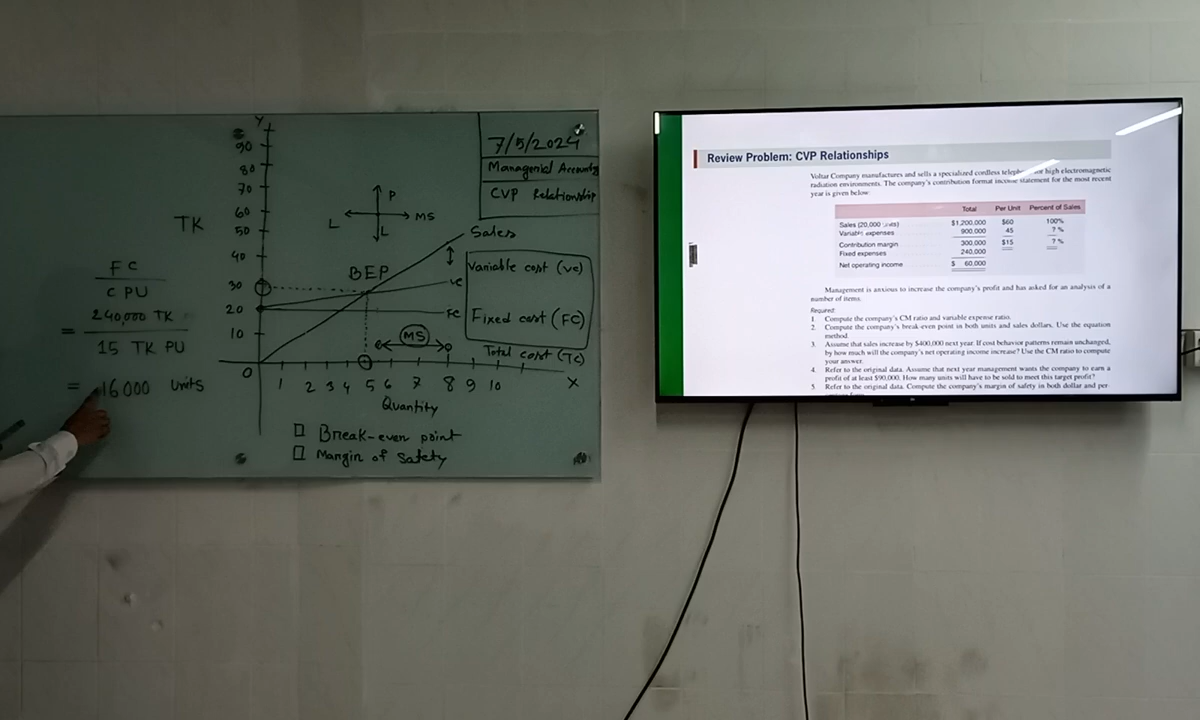 7/5/2024
Managerial Accounting
CVP Relationship
Y
90
80
70
60
50
40
30
20
10
0
TK
P
L MS
L
Sales
BEP
VC
FC
Variable cost (VC)
Fixed cost (FC)
Total cost (TC)
MS
1 2 3 4 5 6 7 8 9 10 X
Quantity
FC
CPU
= 240,000 TK
15 TK PU
= 16000 units
Break-even point
Margin of Safety
Review Problem: CVP Relationships
Voltar Company manufactures and sells a specialized cordless for high electromagnetic
radiation environments. The company's contribution format income statement for the most recent
year is given below:
Total Per Unit Percent of Sales
Sales (20,000 units) $1,200,000 $60 100%
Variable expenses 900,000 45 ? %
Contribution margin 300,000 $15 ? %
Fixed expenses 240,000
Net operating income $ 60,000
Management is anxious to increase the company's profit and has asked for an analysis of a
number of items.
Required:
1. Compute the company's CM ratio and variable expense ratio.
2. Compute the company's break-even point in both units and sales dollars. Use the equation
method.
3. Assume that sales increase by $400,000 next year. If cost behavior patterns remain unchanged,
by how much will the company's net operating income increase? Use the CM ratio to compute
your answer.
4. Refer to the original data. Assume that next year management wants the company to earn a
profit of at least $90,000. How many units will have to be sold to meet this target profit?
5. Refer to the original data. Compute the company's margin of safety in both dollar and per-